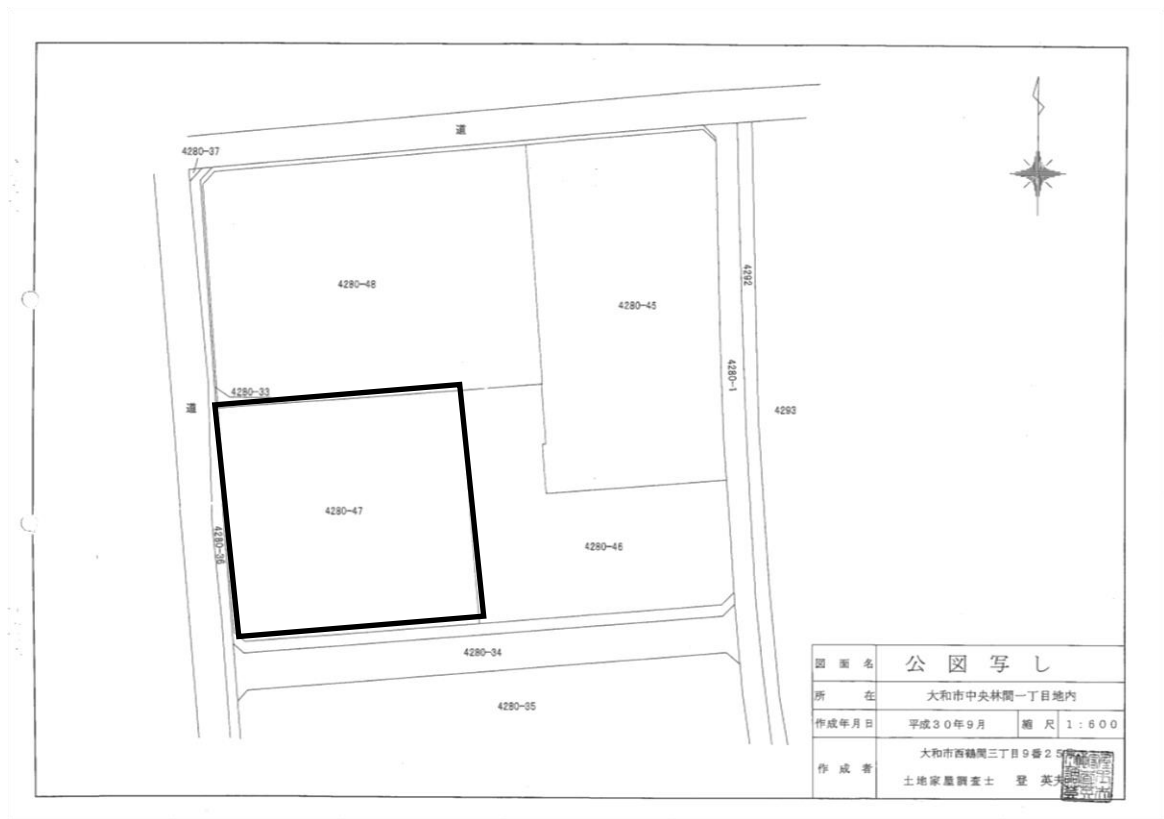 道
4280-37
4280-48
4280-45
4292
4280-1
4280-33
道
4293
4280-47
4280-36
4280-46
4280-34
4280-35
図面名 公図写し
所在 大和市中央林間一丁目地内
作成年月日 平成30年9月 縮尺 1:600
作成者 大和市西鶴間三丁目9番25号
土地家屋調査士 登 英夫